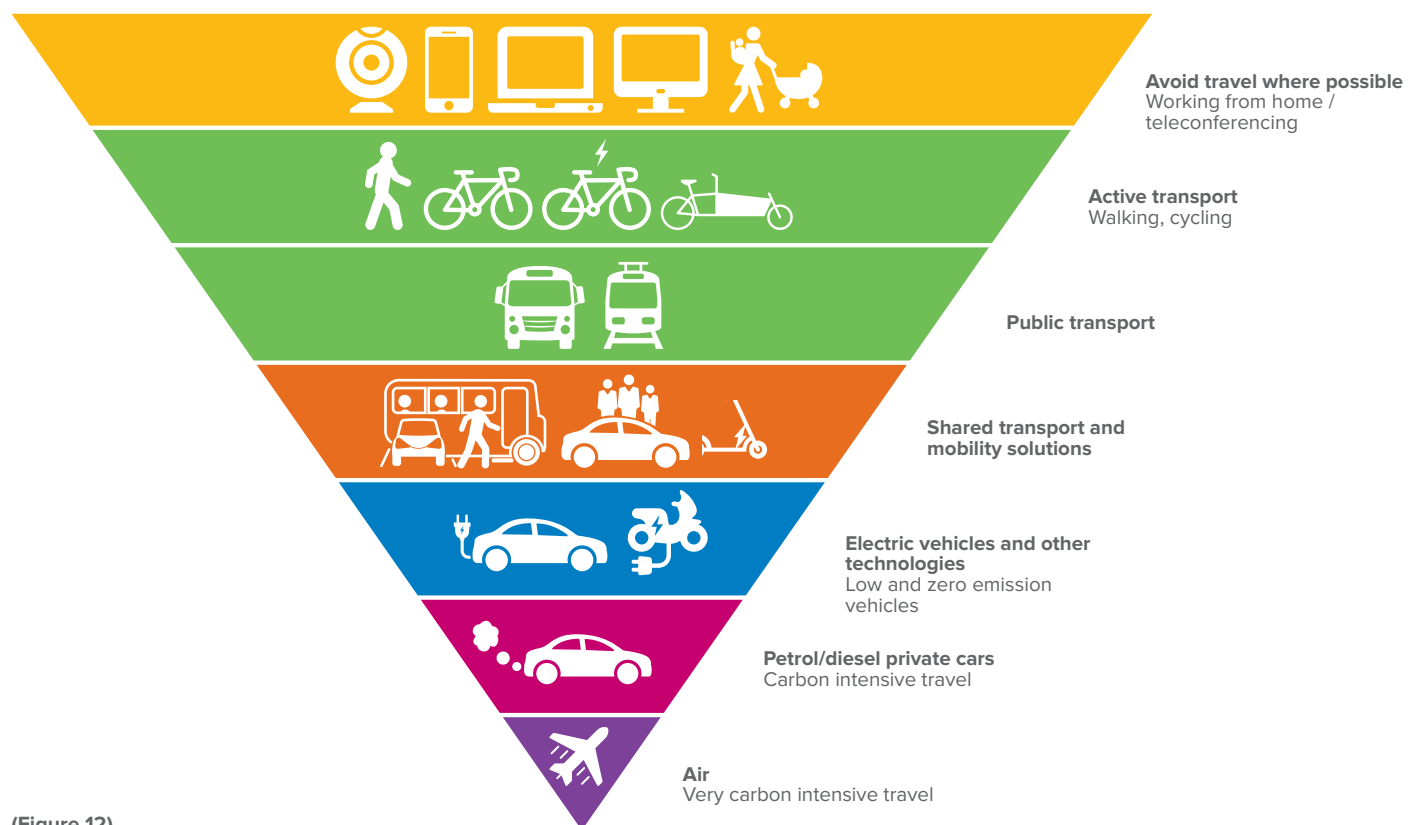 Avoid travel where possible
Working from home /
teleconferencing
Active transport
Walking, cycling
Public transport
Shared transport and
mobility solutions
Electric vehicles and other
technologies
Low and zero emission
vehicles
Petrol/diesel private cars
Carbon intensive travel
Air
Very carbon intensive travel
(Figure 12)